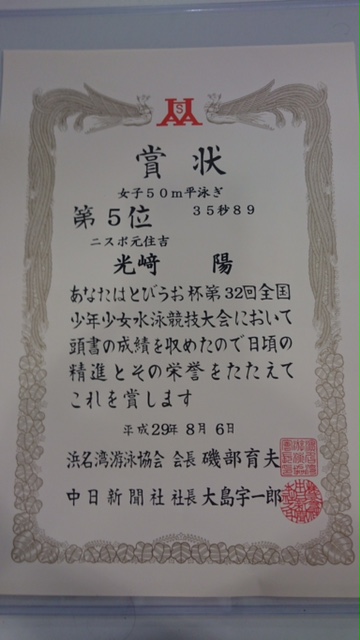 賞状
女子50m平泳ぎ
第5位 35秒89
ニスポ元住吉
光﨑 陽
あなたはとびうお杯第32回全国
少年少女水泳競技大会において
頭書の成績を収めたので日頃の
精進とその栄誉をたたえて
これを賞します
平成29年8月6日
浜名湾游泳協会 会長 磯部育夫
中日新聞社 社長 大島宇一郎